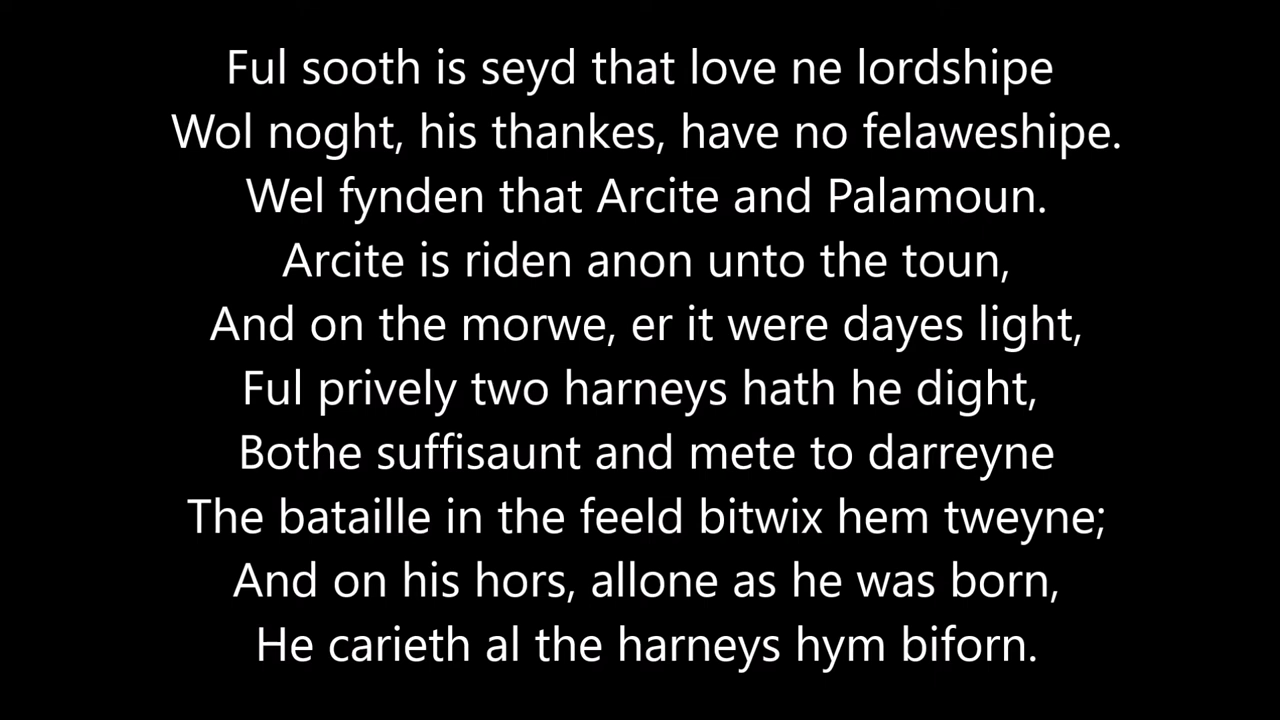 Ful sooth is seyd that love ne lordshipe
Wol noght, his thankes, have no felaweshipe.
Wel fynden that Arcite and Palamoun.
Arcite is riden anon unto the toun,
And on the morwe, er it were dayes light,
Ful prively two harneys hath he dight,
Bothe suffisaunt and mete to darreyne
The bataille in the feeld bitwix hem tweyne;
And on his hors, allone as he was born,
He carieth al the harneys hym biforn.